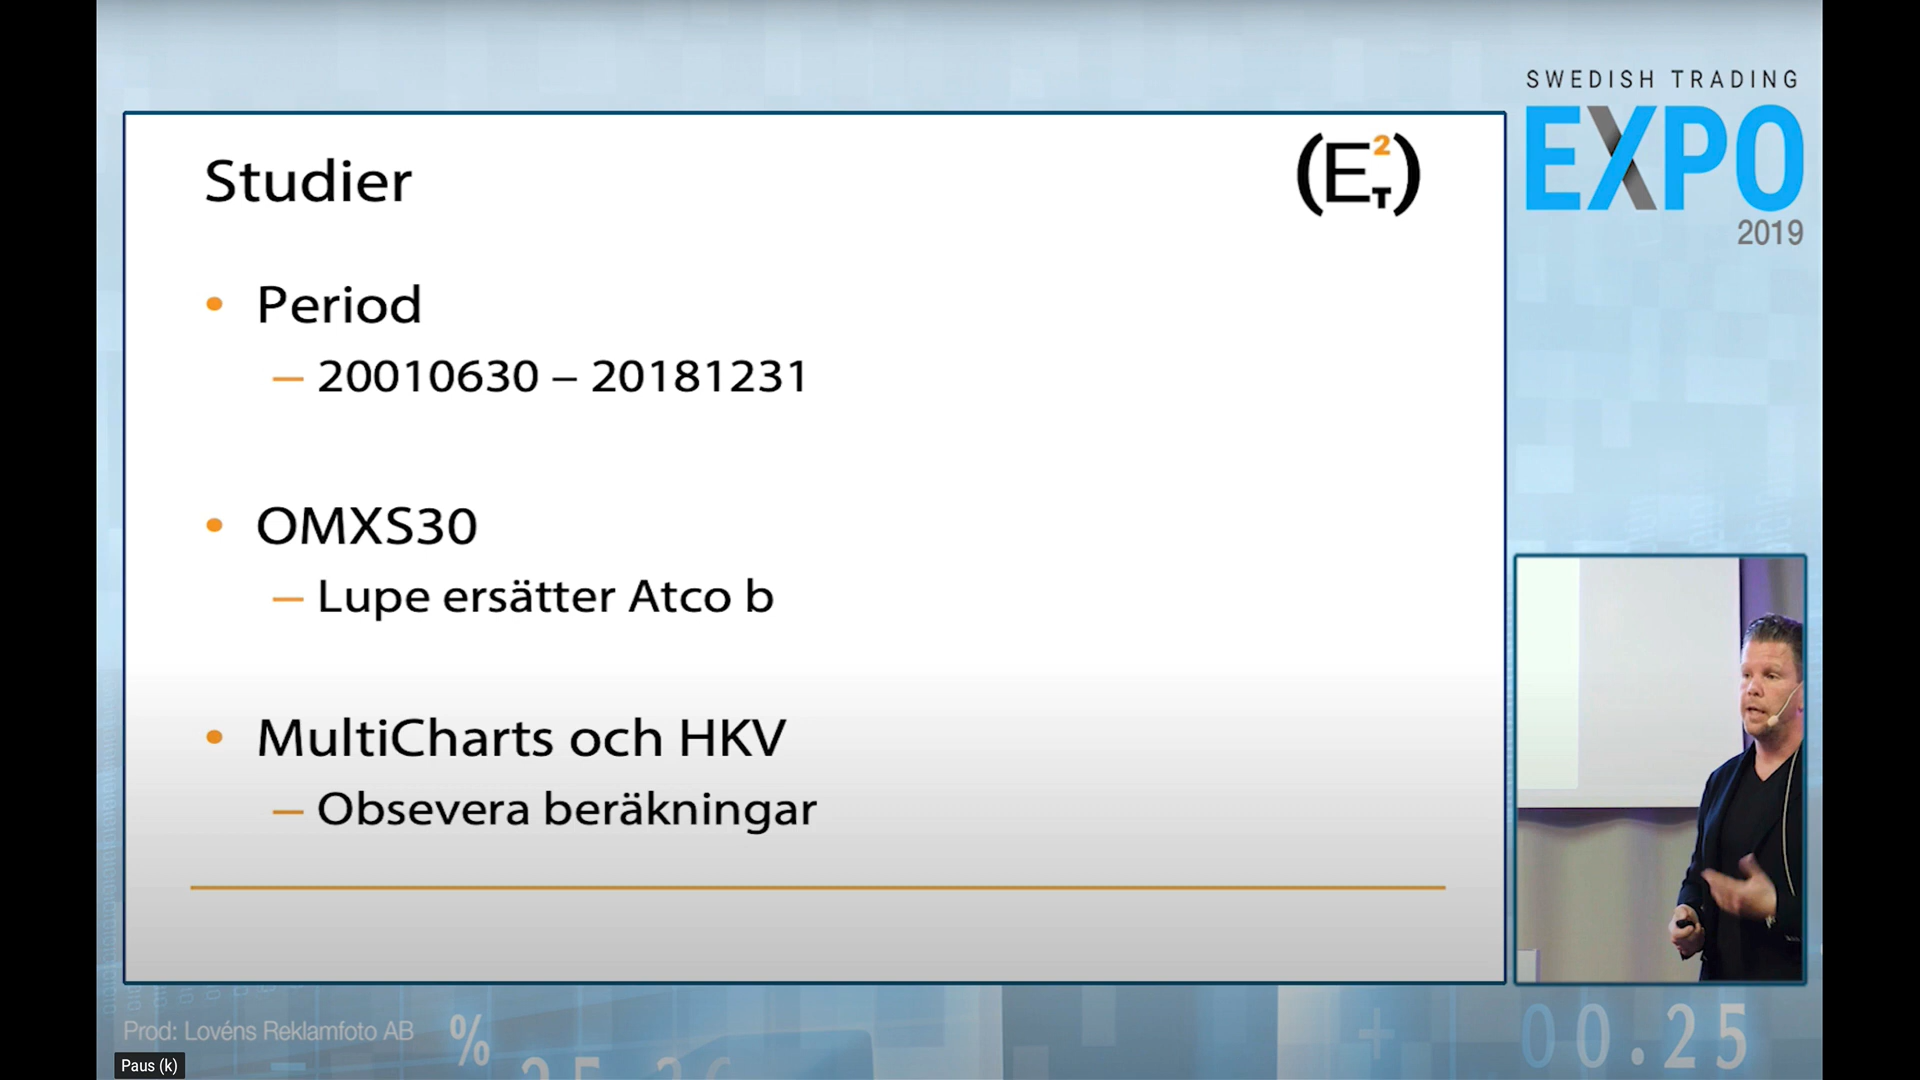 SWEDISH TRADING
EXPO
2019
Studier
(E²T)
• Period
– 20010630 – 20181231
• OMXS30
– Lupe ersätter Atco b
• MultiCharts och HKV
– Obsevera beräkningar
Prod: Lovéns Reklamfoto AB
%
+
00.25
Paus (k)